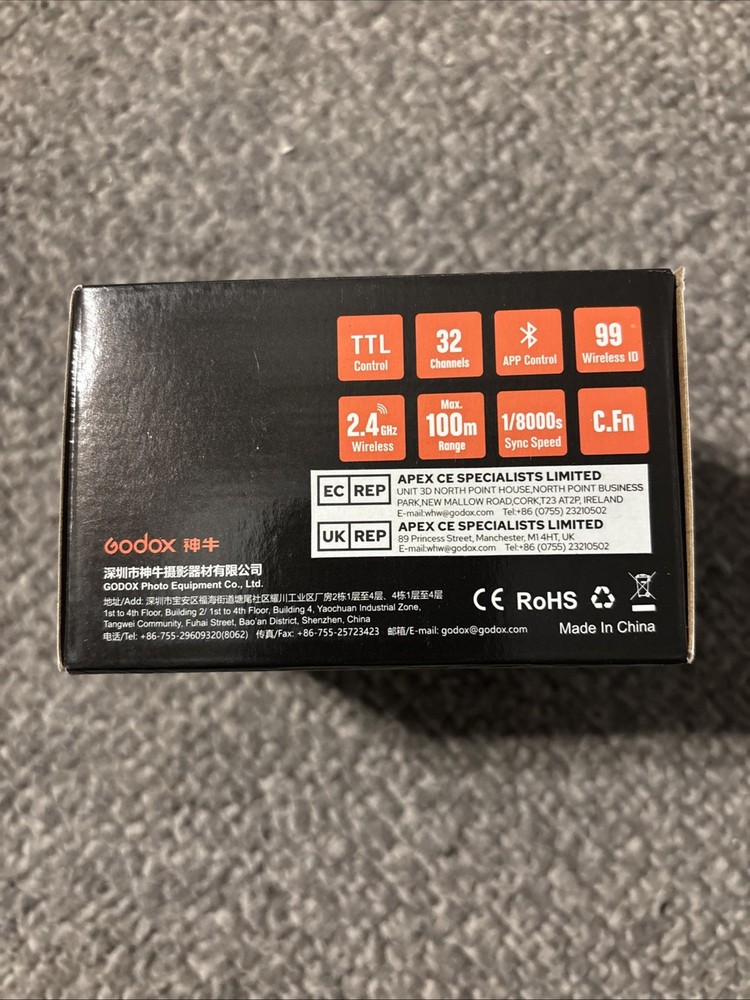 TTL
Control
32
Channels
APP Control
99
Wireless ID
2.4GHz
Wireless
Max.
100m
Range
1/8000s
Sync Speed
C.Fn
EC REP
APEX CE SPECIALISTS LIMITED
UNIT 3D NORTH POINT HOUSE,NORTH POINT BUSINESS
PARK,NEW MALLOW ROAD,CORK,T23 AT2P, IRELAND
E-mail:whw@godox.com Tel:+86 (0755) 23210502
UK REP
APEX CE SPECIALISTS LIMITED
89 Princess Street, Manchester, M1 4HT, UK
E-mail:whw@godox.com Tel:+86 (0755) 23210502
Godox 神牛
深圳市神牛摄影器材有限公司
GODOX Photo Equipment Co., Ltd.
地址/Add: 深圳市宝安区福海街道塘尾社区耀川工业区厂房2栋1层至4层、4栋1层至4层
1st to 4th Floor, Building 2/ 1st to 4th Floor, Building 4, Yaochuan Industrial Zone,
Tangwei Community, Fuhai Street, Bao'an District, Shenzhen, China
电话/Tel: +86-755-29609320(8062) 传真/Fax: +86-755-25723423 邮箱/E-mail: godox@godox.com
CE RoHS
Made In China